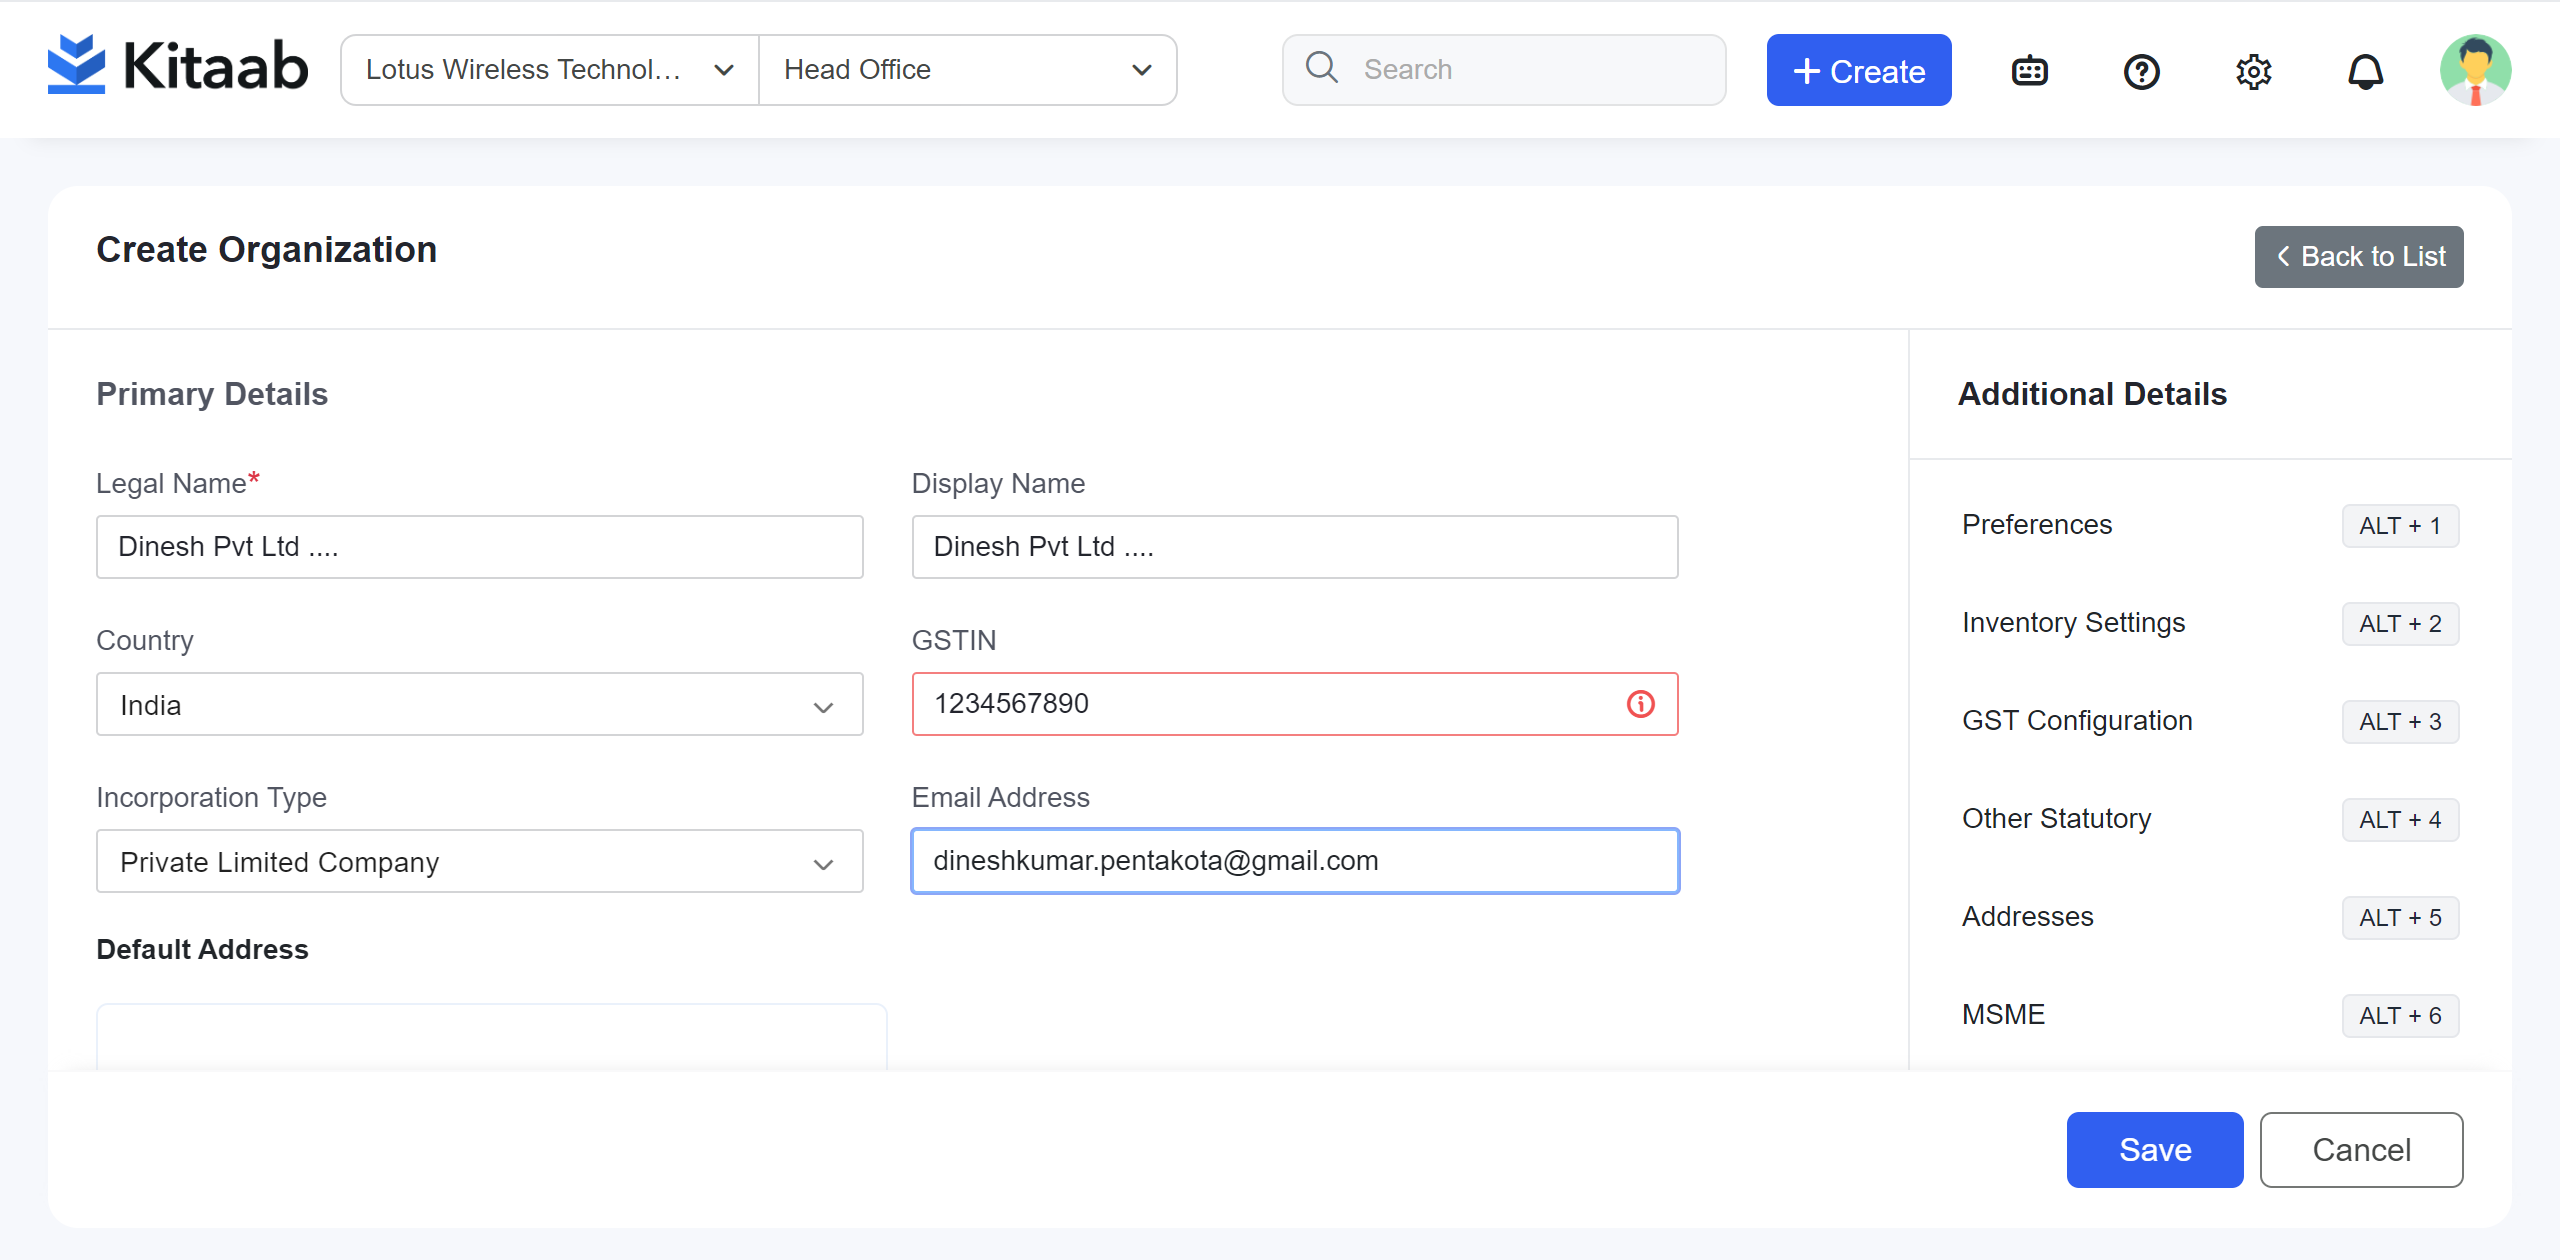 Kitaab
Lotus Wireless Technol...
Head Office
Search
+ Create
Create Organization
Back to List
Primary Details
Legal Name*
Display Name
Dinesh Pvt Ltd ....
Dinesh Pvt Ltd ....
Country
GSTIN
India
1234567890
Incorporation Type
Email Address
Private Limited Company
dineshkumar.pentakota@gmail.com
Default Address
Additional Details
Preferences ALT + 1
Inventory Settings ALT + 2
GST Configuration ALT + 3
Other Statutory ALT + 4
Addresses ALT + 5
MSME ALT + 6
Save
Cancel